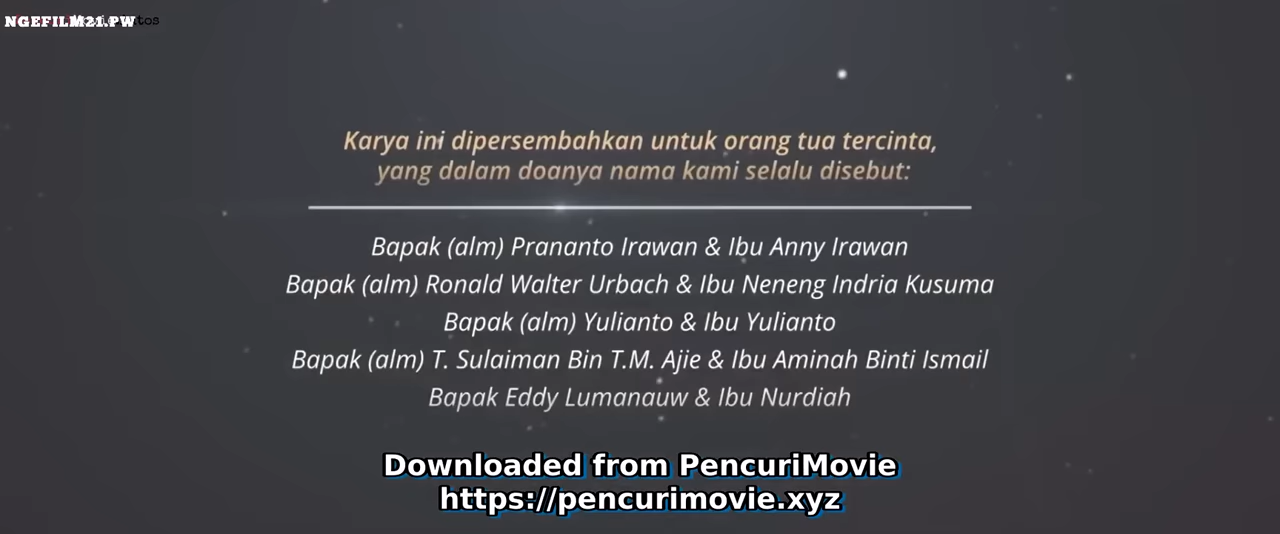 NGEFILM21.PW
Karya ini dipersembahkan untuk orang tua tercinta,
yang dalam doanya nama kami selalu disebut:
Bapak (alm) Prananto Irawan & Ibu Anny Irawan
Bapak (alm) Ronald Walter Urbach & Ibu Neneng Indria Kusuma
Bapak (alm) Yulianto & Ibu Yulianto
Bapak (alm) T. Sulaiman Bin T.M. Ajie & Ibu Aminah Binti Ismail
Bapak Eddy Lumanauw & Ibu Nurdiah
Downloaded from PencuriMovie
https://pencurimovie.xyz